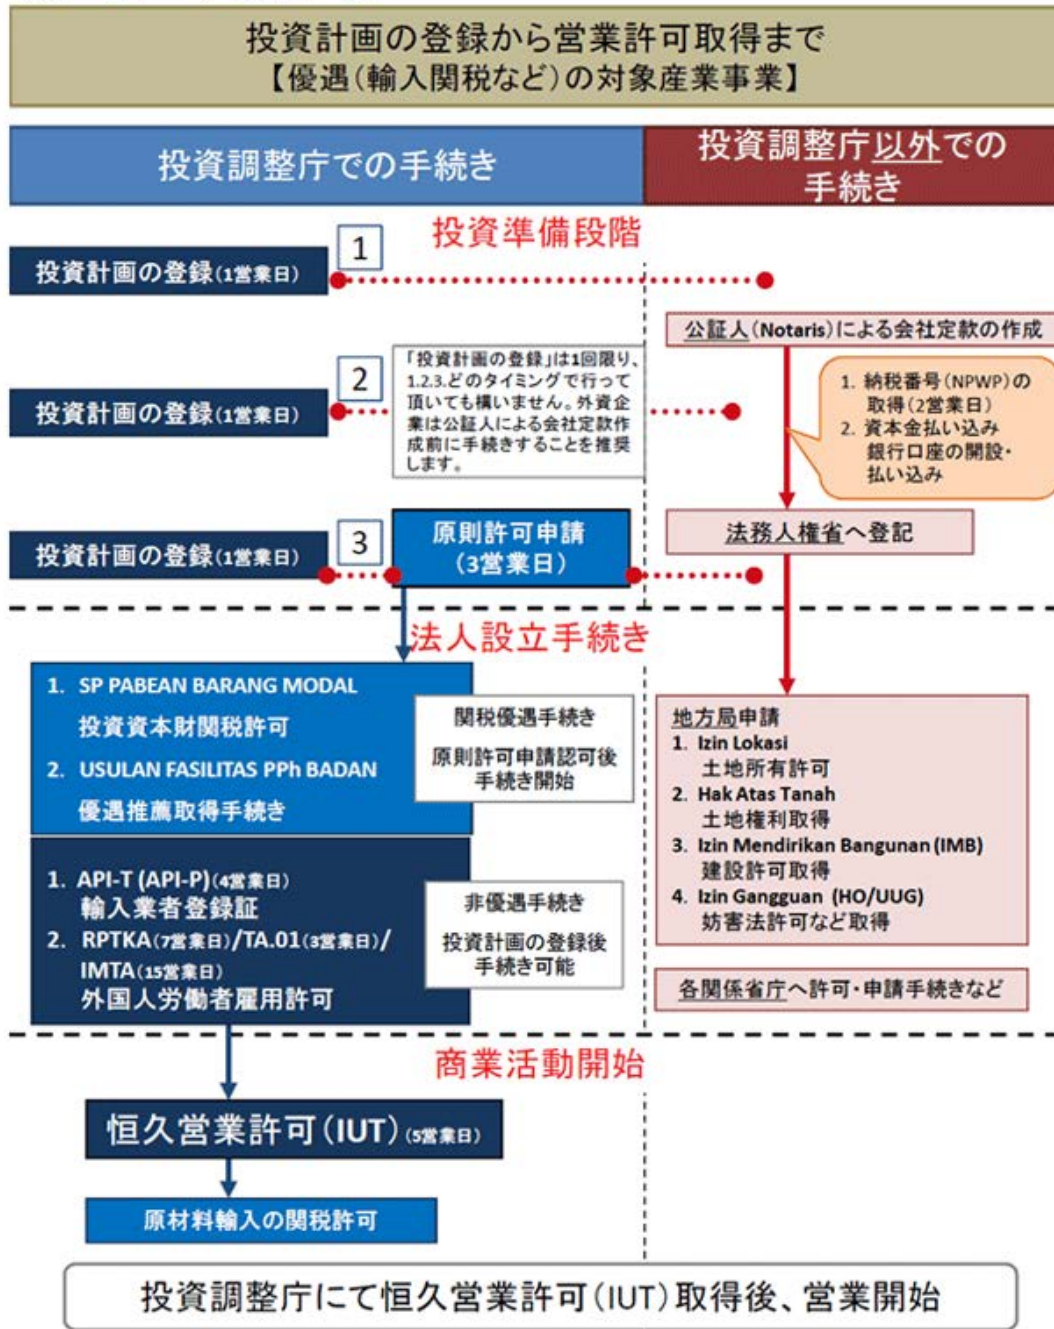 投資計画の登録から営業許可取得まで
【優遇(輸入関税など)の対象産業事業】
投資調整庁での手続き
投資調整庁以外での
手続き
投資準備段階
投資計画の登録(1営業日)
1
公証人(Notaris)による会社定款の作成
投資計画の登録(1営業日)
2
「投資計画の登録」は1回限り、
1.2.3.どのタイミングで行って
頂いても構いません。外資企
業は公証人による会社定款作
成前に手続きすることを推奨
します。
1. 納税番号(NPWP)の
取得(2営業日)
2. 資本金払い込み
銀行口座の開設・
払い込み
投資計画の登録(1営業日)
3
原則許可申請
(3営業日)
法務人権省へ登記
法人設立手続き
1. SP PABEAN BARANG MODAL
投資資本財関税許可
2. USULAN FASILITAS PPh BADAN
優遇推薦取得手続き
関税優遇手続き
原則許可申請認可後
手続き開始
地方局申請
1. Izin Lokasi
土地所有許可
2. Hak Atas Tanah
土地権利取得
3. Izin Mendirikan Bangunan (IMB)
建設許可取得
4. Izin Gangguan (HO/UUG)
妨害法許可など取得
1. API-T (API-P)(4営業日)
輸入業者登録証
2. RPTKA(7営業日)/TA.01(3営業日)/
IMTA(15営業日)
外国人労働者雇用許可
非優遇手続き
投資計画の登録後
手続き可能
各関係省庁へ許可・申請手続きなど
商業活動開始
恒久営業許可(IUT)(5営業日)
原材料輸入の関税許可
投資調整庁にて恒久営業許可(IUT)取得後、営業開始